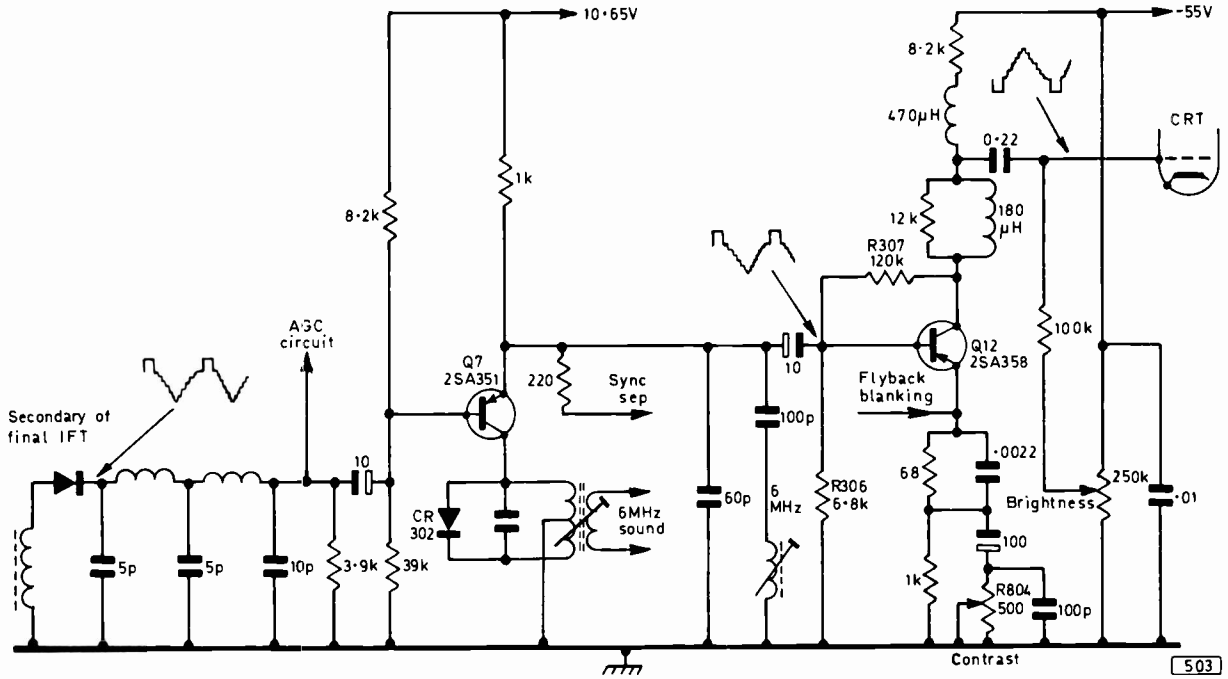 10·65V
-55V
8·2k
470µH
CRT
0·22
1k
8·2k
12k
180
µH
R307
120k
AGC
circuit
Q7
2SA351
Q12
2SA358
100k
220
Sync
sep
10
Flyback
blanking
Secondary of
final IFT
100p
·0022
10
68
250k
Brightness
·01
60p
6
MHz
R306
6·8k
CR
302
6MHz
sound
100
5p
5p
10p
3·9k
39k
1k
R804
500
100p
Contrast
503